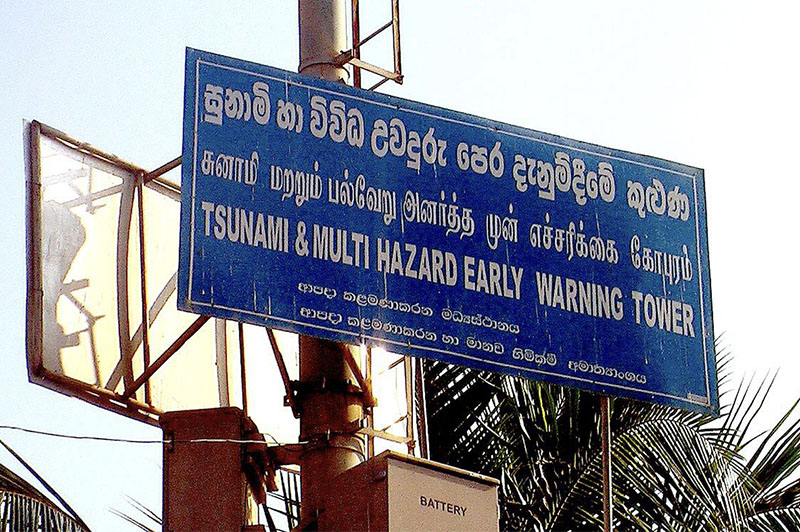 සුනාමි හා විවිධ උවදුරු පෙර දැනුම්දීමේ කුළුණ
சுனாமி மற்றும் பல்வேறு அனர்த்த முன் எச்சரிக்கை கோபுரம்
TSUNAMI & MULTI HAZARD EARLY WARNING TOWER
ආපදා කළමණාකරන මධ්‍යස්ථානය
ආපදා කළමණාකරන හා මානව හිමිකම් අමාත්‍යාංශය
BATTERY